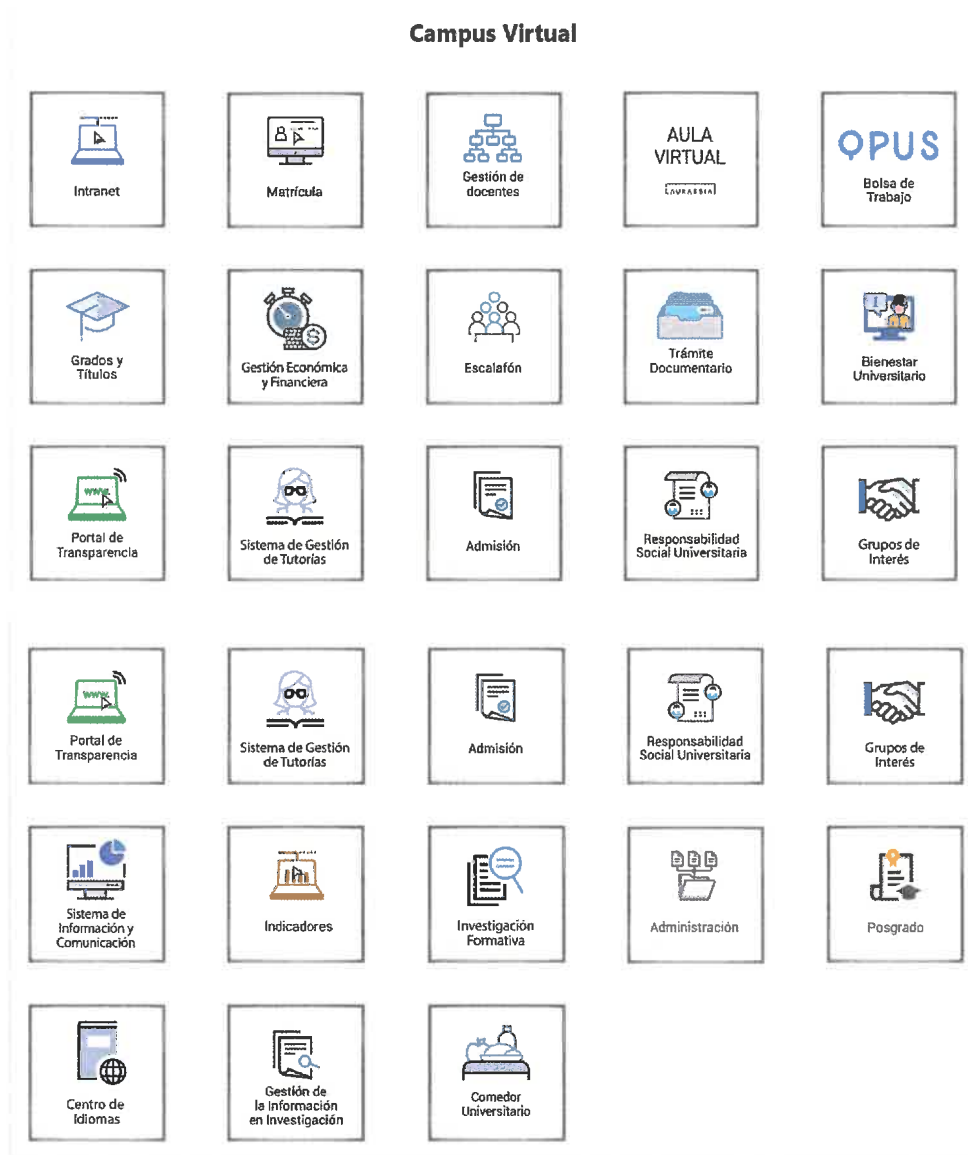 Campus Virtual
Intranet
Matrícula
Gestión de
docentes
AULA
VIRTUAL
OPUS
Bolsa de
Trabajo
Grados y
Títulos
Gestión Económica
y Financiera
Escalafón
Trámite
Documentario
Bienestar
Universitario
www.
Portal de
Transparencia
Sistema de Gestión
de Tutorías
Admisión
Responsabilidad
Social Universitaria
Grupos de
Interés
www.
Portal de
Transparencia
Sistema de Gestión
de Tutorías
Admisión
Responsabilidad
Social Universitaria
Grupos de
Interés
Sistema de
Información y
Comunicación
Indicadores
Investigación
Formativa
Administración
Posgrado
Centro de
Idiomas
Gestión de
la Información
en Investigación
Comedor
Universitario